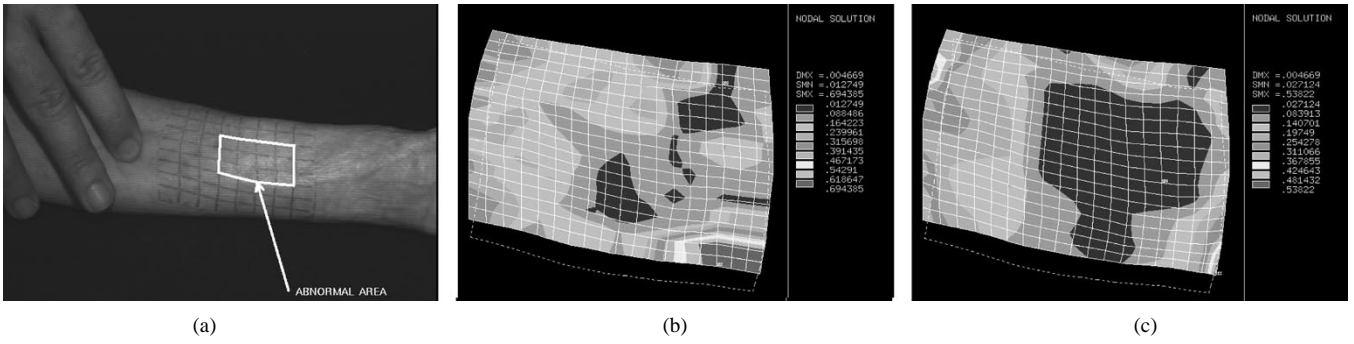 ABNORMAL AREA
(a)
NODAL SOLUTION
DMX =.004669
SMN =.012749
SMX =.694385
.012749
.088486
.164223
.239961
.315698
.391435
.467173
.54291
.618647
.694385
(b)
NODAL SOLUTION
DMX =.004669
SMN =.027124
SMX =.53822
.027124
.083913
.140701
.19749
.254278
.311066
.367855
.424643
.481432
.53822
(c)